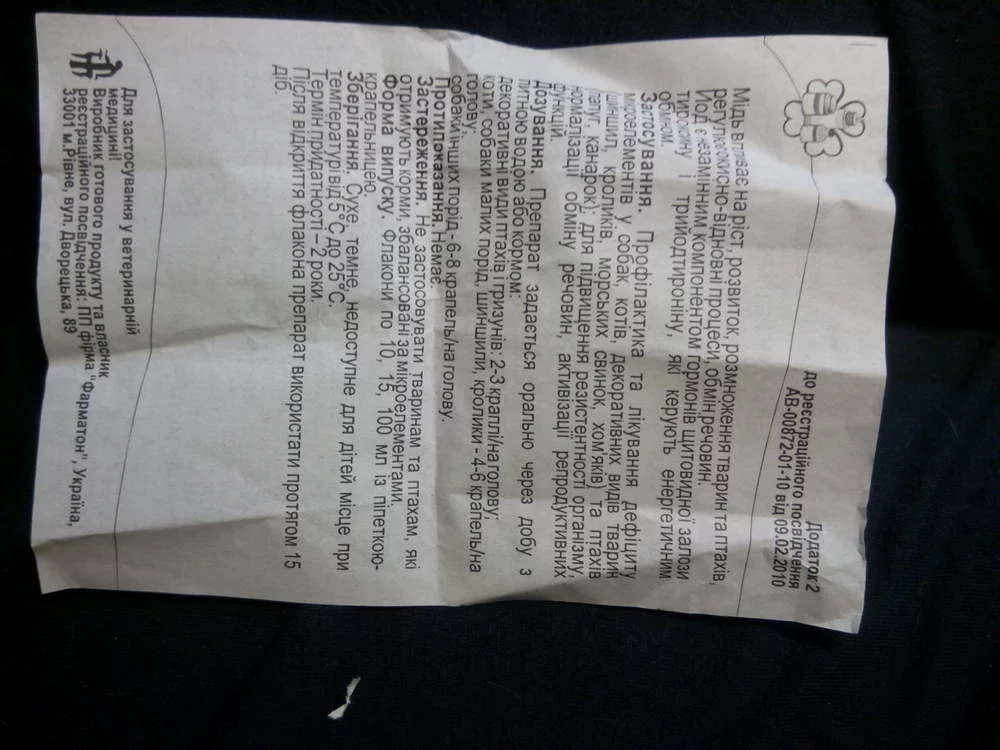 Додаток 2
до реєстраційного посвідчення
АВ-00872-01-10 від 09.02.2010
Мідь впливає на ріст, розвиток, розмноження тварин та птахів,
регулює окисно-відновні процеси, обмін речовин.
Йод є незамінним компонентом гормонів щитовидної залози
тироксину і трийодтироніну, які керують енергетичним
обміном.
Застосування. Профілактика та лікування дефіциту
мікроелементів у собак, котів, декоративних видів тварин
(шиншил, кроликів, морських свинок, хом'яків) та птахів
(папуг, канарок); для підвищення резистентності організму,
нормалізації обміну речовин, активізації репродуктивних
функцій.
Дозування. Препарат задається орально через добу з
питною водою або кормом:
декоративні види птахів і гризунів: 2-3 краплі/на голову;
коти, собаки малих порід, шиншили, кролики - 4-6 крапель/на
голову;
собаки інших порід - 6-8 крапель/на голову.
Протипоказання. Немає.
Застереження. Не застосовувати тваринам та птахам, які
отримують корми, збалансовані за мікроелементами.
Форма випуску. Флакони по 10, 15, 100 мл із піпеткою-
крапельницею.
Зберігання. Сухе, темне, недоступне для дітей місце при
температурі від 5°С до 25°С.
Термін придатності – 2 роки.
Після відкриття флакона препарат використати протягом 15
діб.
Для застосування у ветеринарній
медицині!
Виробник готового продукту та власник
реєстраційного посвідчення: ПП фірма "Фарматон", Україна,
33001 м.Рівне, вул. Дворецька, 89